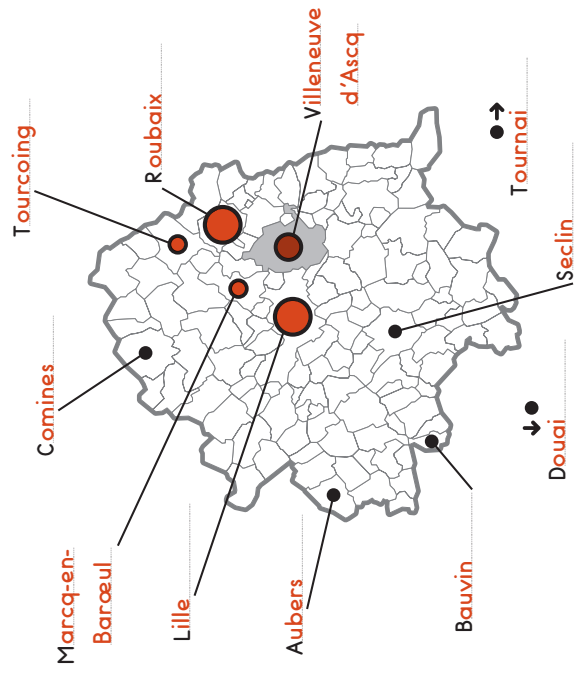 Tourcoing
Roubaix
Villeneuve
d'Ascq
Comines
Tournai
Seclin
Marcq-en-
Barœul
Lille
Aubers
Bauvin
Douai